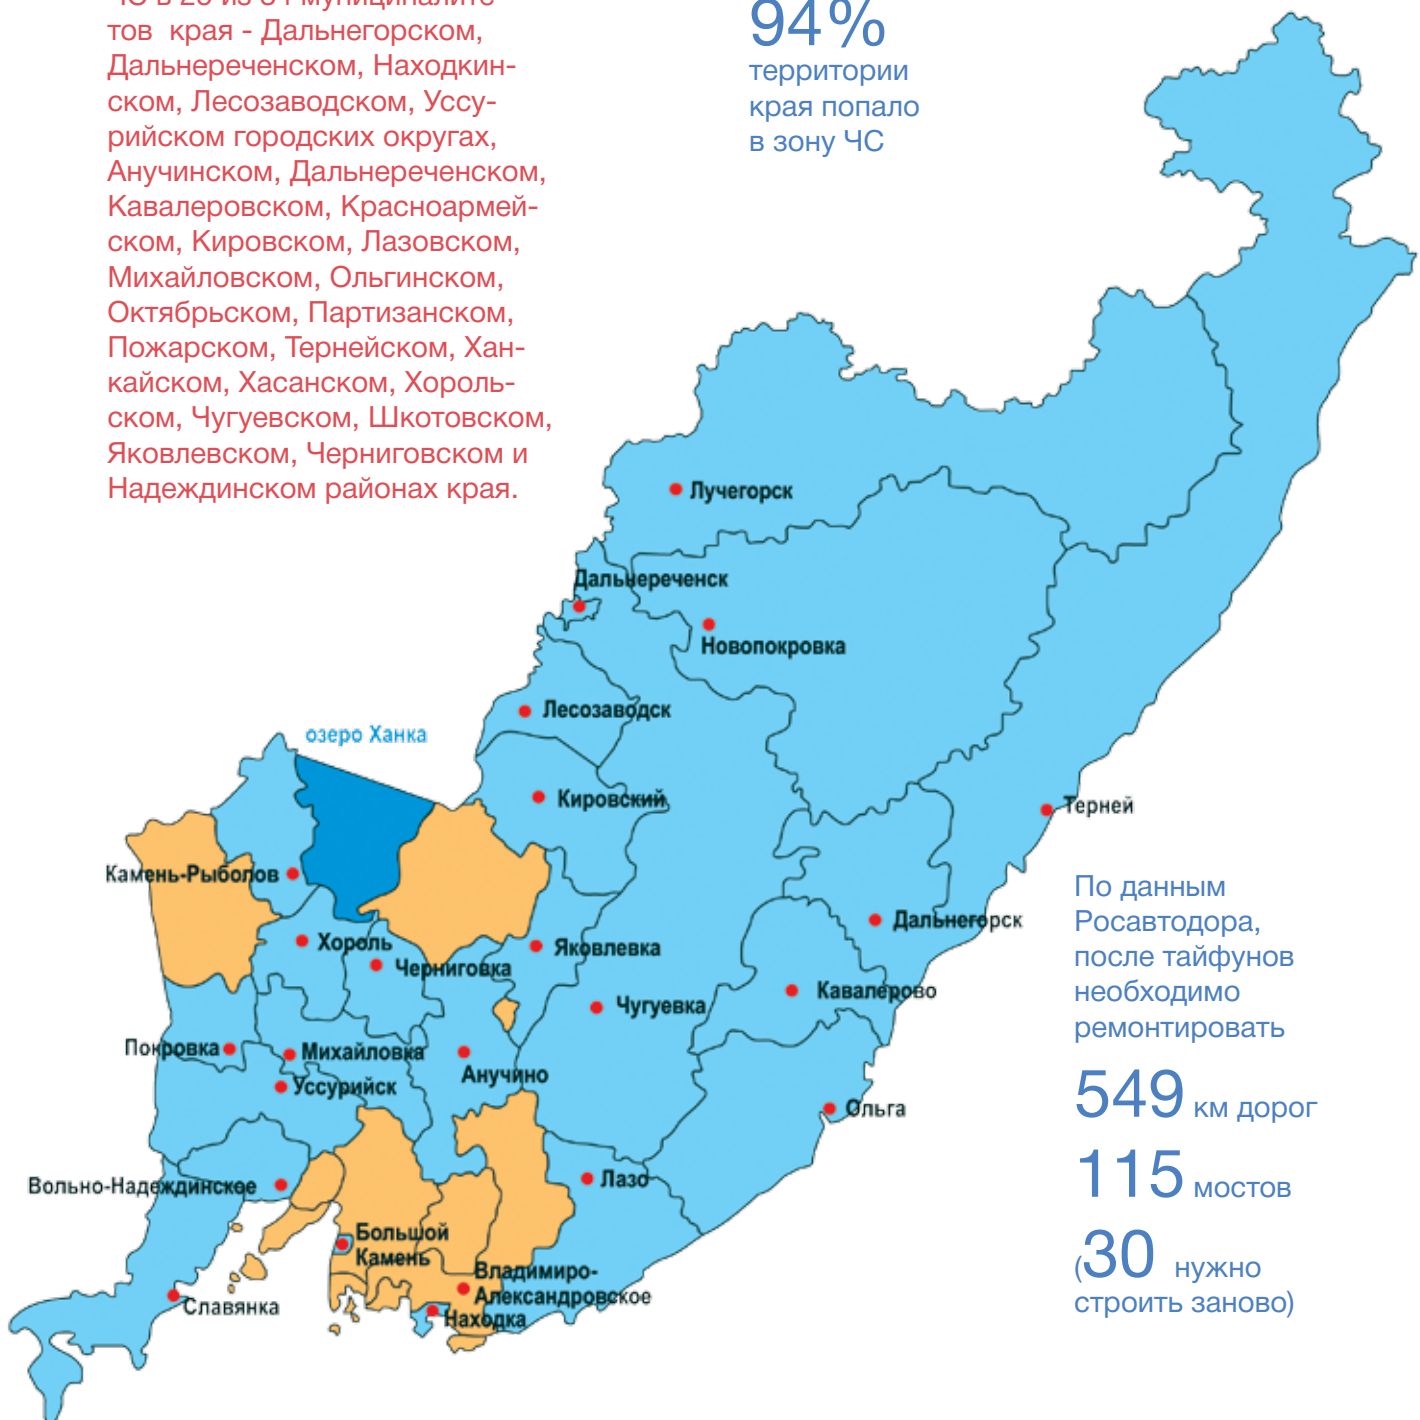 тов края - Дальнегорском,
Дальнереченском, Находкин-
ском, Лесозаводском, Уссу-
рийском городских округах,
Анучинском, Дальнереченском,
Кавалеровском, Красноармей-
ском, Кировском, Лазовском,
Михайловском, Ольгинском,
Октябрьском, Партизанском,
Пожарском, Тернейском, Хан-
кайском, Хасанском, Хороль-
ском, Чугуевском, Шкотовском,
Яковлевском, Черниговском и
Надеждинском районах края.
94%
территории
края попало
в зону ЧС
Лучегорск
Дальнереченск
Новопокровка
Лесозаводск
озеро Ханка
Кировский
Терней
Камень-Рыболов
Дальнегорск
Хороль
Яковлевка
Черниговка
Кавалерово
Чугуевка
Покровка
Михайловка
Анучино
Уссурийск
Ольга
Лазо
Вольно-Надеждинское
Большой
Камень
Владимиро-
Александровское
Славянка
Находка
По данным
Росавтодора,
после тайфунов
необходимо
ремонтировать
549 км дорог
115 мостов
(30 нужно
строить заново)